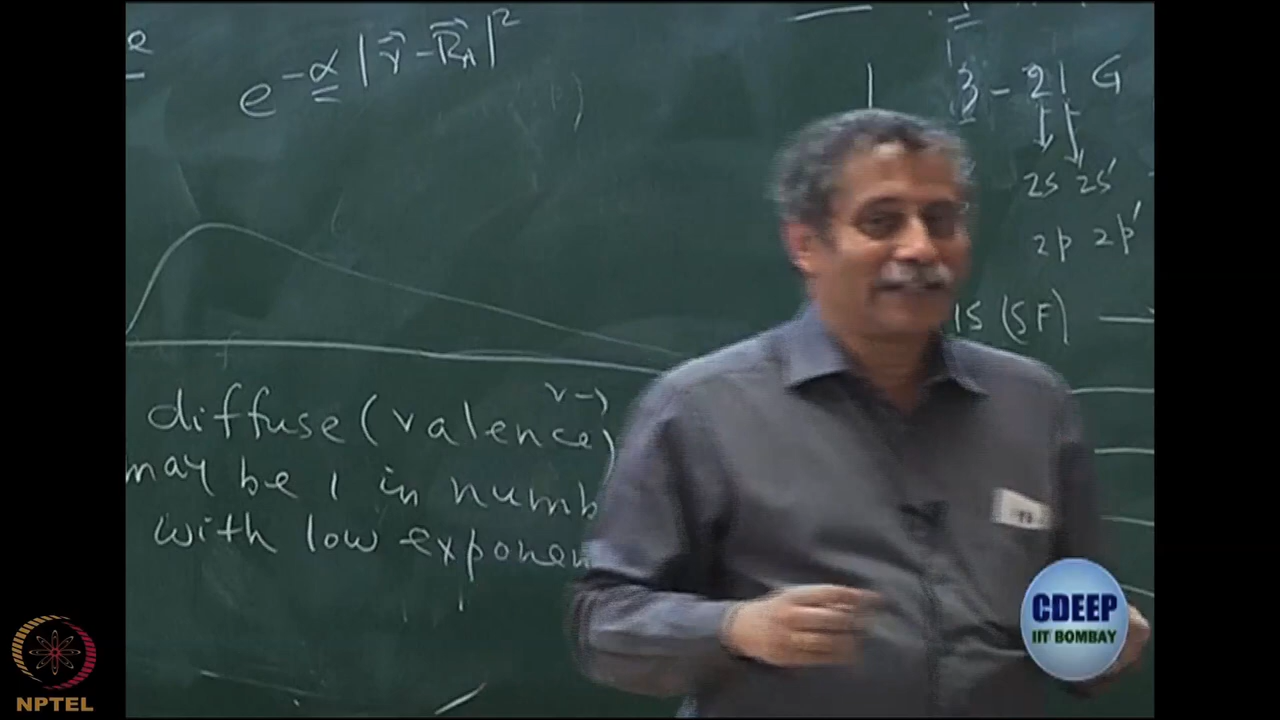 e
e^{-α|r⃗-R⃗_A|²}
3 - 21 G
2s 2s'
2p 2p'
1s (5F)
r→
diffuse (valence)
may be 1 in numb
with low exponen
CDEEP
IIT BOMBAY
NPTEL